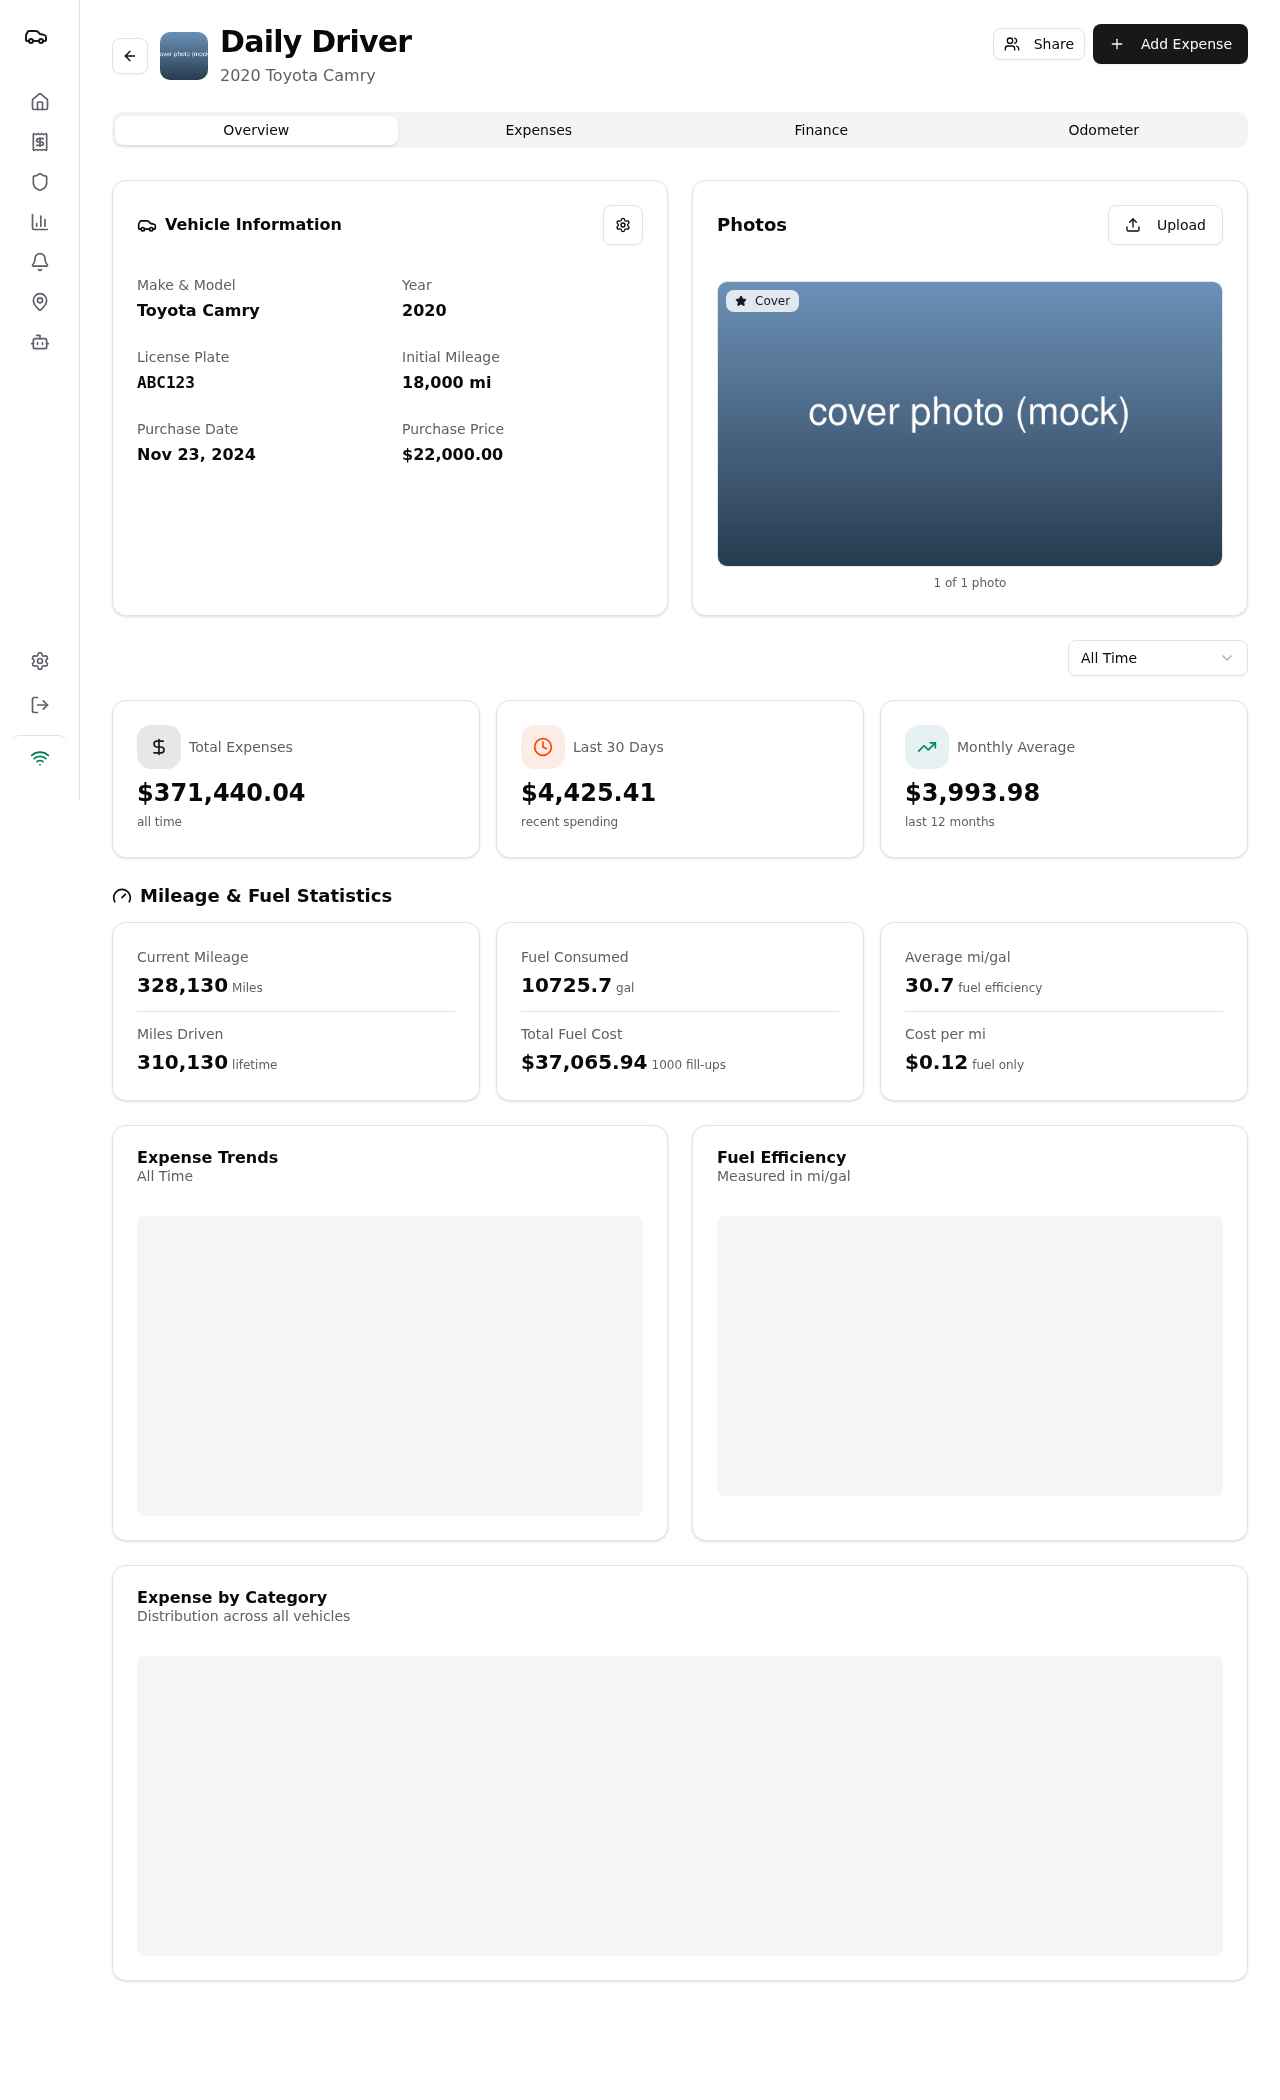 cover photo (mock)
Daily Driver
2020 Toyota Camry
Share
Add Expense
Overview
Expenses
Finance
Odometer
Vehicle Information
Make & Model
Toyota Camry
Year
2020
License Plate
ABC123
Initial Mileage
18,000 mi
Purchase Date
Nov 23, 2024
Purchase Price
$22,000.00
Photos
Upload
Cover
cover photo (mock)
1 of 1 photo
All Time
Total Expenses
$371,440.04
all time
Last 30 Days
$4,425.41
recent spending
Monthly Average
$3,993.98
last 12 months
Mileage & Fuel Statistics
Current Mileage
328,130 Miles
Miles Driven
310,130 lifetime
Fuel Consumed
10725.7 gal
Total Fuel Cost
$37,065.94 1000 fill-ups
Average mi/gal
30.7 fuel efficiency
Cost per mi
$0.12 fuel only
Expense Trends
All Time
Fuel Efficiency
Measured in mi/gal
Expense by Category
Distribution across all vehicles